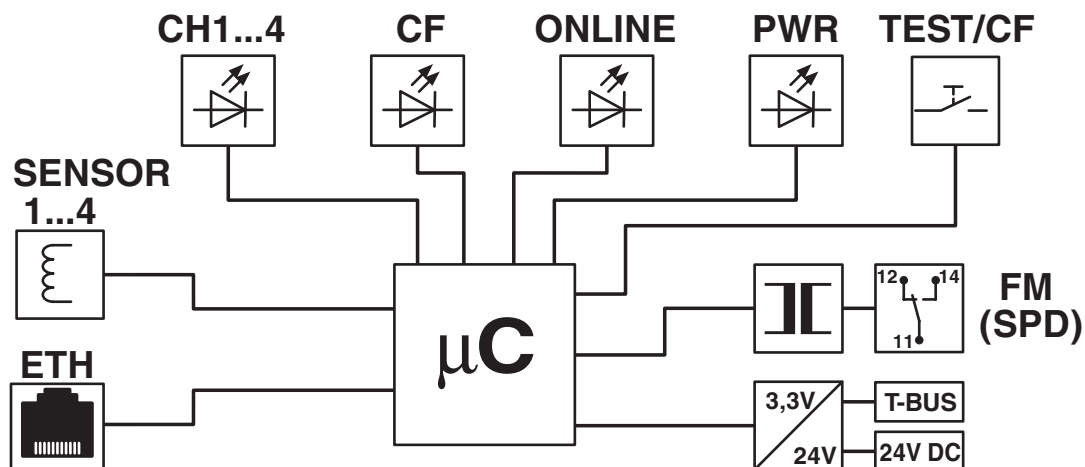 CH1...4
CF
ONLINE
PWR
TEST/CF
SENSOR
1...4
ETH
µC
12
14
11
FM
(SPD)
3,3V
24V
T-BUS
24V DC